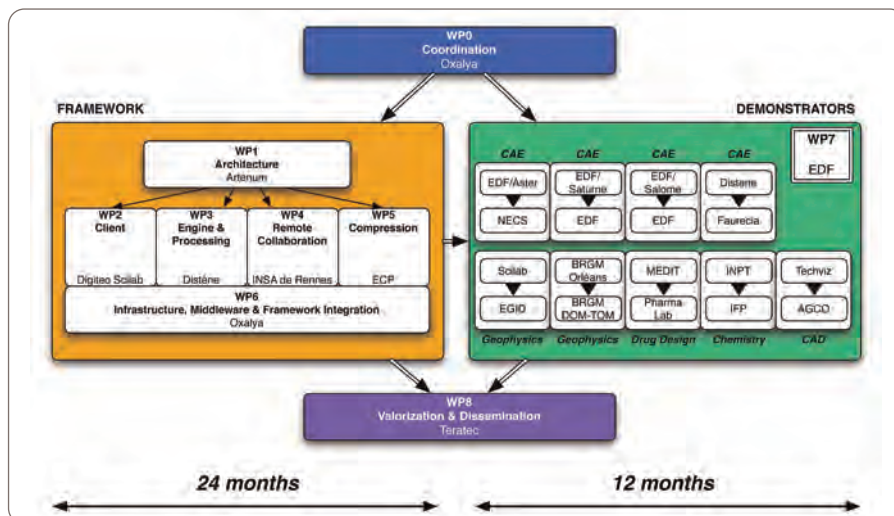 WP0
Coordination
Oxalya
FRAMEWORK
DEMONSTRATORS
WP1
Architecture
Artenum
WP2
Client
Digiteo Scilab
WP3
Engine &
Processing
Disténe
WP4
Remote
Collaboration
INSA de Rennes
WP5
Compression
ECP
WP6
Infrastructure, Middleware & Framework Integration
Oxalya
WP7
EDF
CAE
CAE
CAE
CAE
EDF/Aster
EDF/
Saturne
EDF/
Salome
Distene
NECS
EDF
EDF
Faurecia
Scilab
BRGM
Orléans
MEDIT
INPT
Techviz
EGID
BRGM
DOM-TOM
Pharma
Lab
IFP
AGCO
Geophysics
Geophysics
Drug Design
Chemistry
CAD
WP8
Valorization & Dissemination
Teratec
24 months
12 months